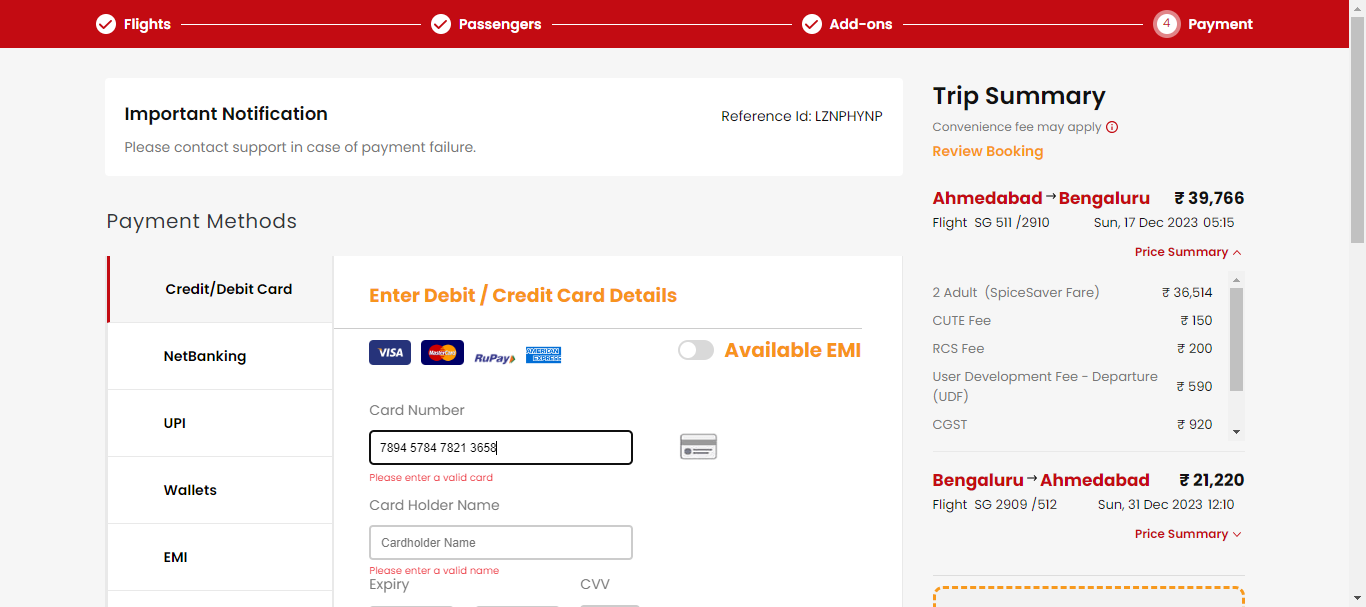 Flights
Passengers
Add-ons
4 Payment
Important Notification
Reference Id: LZNPHYNP
Please contact support in case of payment failure.
Payment Methods
Credit/Debit Card
NetBanking
UPI
Wallets
EMI
Enter Debit / Credit Card Details
VISA MasterCard RuPay AMERICAN EXPRESS
Available EMI
Card Number
7894 5784 7821 3658
Please enter a valid card
Card Holder Name
Cardholder Name
Please enter a valid name
Expiry CVV
Trip Summary
Convenience fee may apply
Review Booking
Ahmedabad → Bengaluru ₹ 39,766
Flight SG 511 /2910 Sun, 17 Dec 2023 05:15
Price Summary
2 Adult (SpiceSaver Fare) ₹ 36,514
CUTE Fee ₹ 150
RCS Fee ₹ 200
User Development Fee - Departure
(UDF) ₹ 590
CGST ₹ 920
Bengaluru → Ahmedabad ₹ 21,220
Flight SG 2909 /512 Sun, 31 Dec 2023 12:10
Price Summary